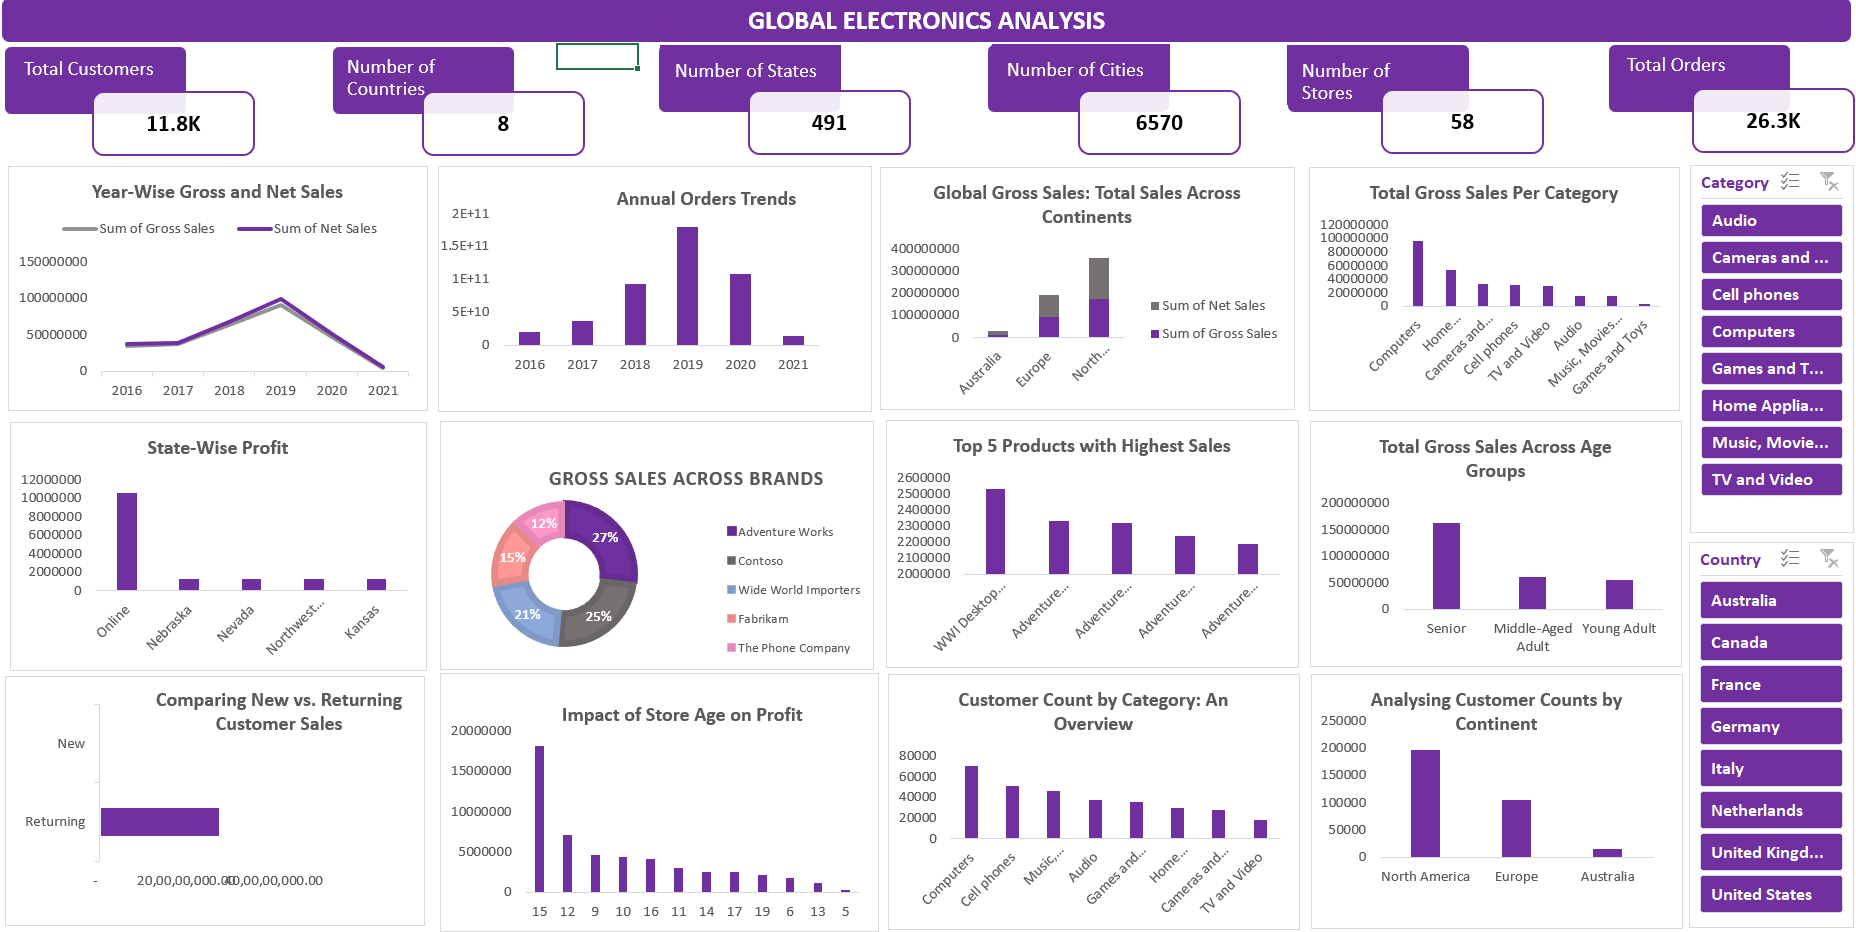 GLOBAL ELECTRONICS ANALYSIS
Total Customers
11.8K
Number of
Countries
8
Number of States
491
Number of Cities
6570
Number of
Stores
58
Total Orders
26.3K
Year-Wise Gross and Net Sales
Sum of Gross Sales
Sum of Net Sales
150000000
100000000
50000000
0
2016 2017 2018 2019 2020 2021
Annual Orders Trends
2E+11
1.5E+11
1E+11
5E+10
0
2016 2017 2018 2019 2020 2021
Global Gross Sales: Total Sales Across
Continents
400000000
300000000
200000000
100000000
0
Australia
Europe
North...
Sum of Net Sales
Sum of Gross Sales
Total Gross Sales Per Category
120000000
100000000
80000000
60000000
40000000
20000000
0
Computers
Home...
Cameras and...
Cell phones
TV and Video
Audio
Music, Movies...
Games and Toys
Category
Audio
Cameras and ...
Cell phones
Computers
Games and T...
Home Applia...
Music, Movie...
TV and Video
State-Wise Profit
12000000
10000000
8000000
6000000
4000000
2000000
0
Online
Nebraska
Nevada
Northwest...
Kansas
GROSS SALES ACROSS BRANDS
12%
27%
15%
21%
25%
Adventure Works
Contoso
Wide World Importers
Fabrikam
The Phone Company
Top 5 Products with Highest Sales
2600000
2500000
2400000
2300000
2200000
2100000
2000000
WWI Desktop...
Adventure...
Adventure...
Adventure...
Adventure...
Total Gross Sales Across Age
Groups
200000000
150000000
100000000
50000000
0
Senior
Middle-Aged
Adult
Young Adult
Country
Australia
Canada
France
Germany
Italy
Netherlands
United Kingd...
United States
Comparing New vs. Returning
Customer Sales
New
Returning
-
20,00,00,000.00
40,00,00,000.00
Impact of Store Age on Profit
20000000
15000000
10000000
5000000
0
15 12 9 10 16 11 14 17 19 6 13 5
Customer Count by Category: An
Overview
80000
60000
40000
20000
0
Computers
Cell phones
Music,...
Audio
Games and...
Home...
Cameras and...
TV and Video
Analysing Customer Counts by
Continent
250000
200000
150000
100000
50000
0
North America
Europe
Australia